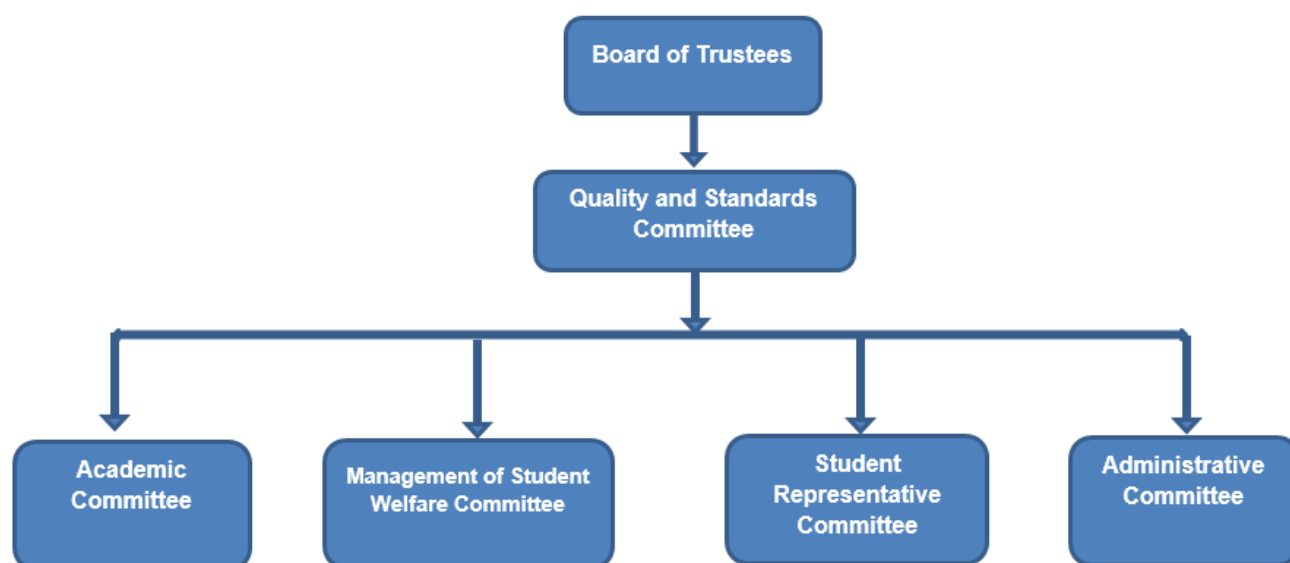 Board of Trustees
Quality and Standards
Committee
Academic
Committee
Management of Student
Welfare Committee
Student
Representative
Committee
Administrative
Committee